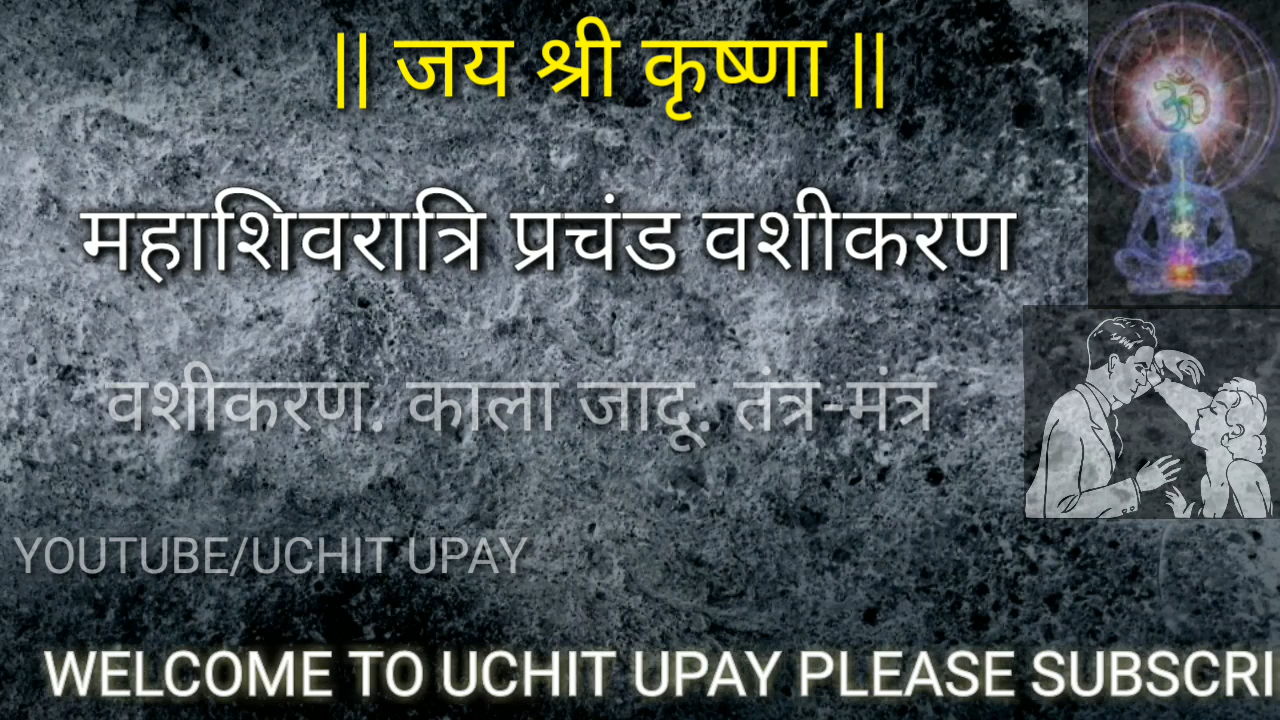 || जय श्री कृष्णा ||
महाशिवरात्रि प्रचंड वशीकरण
वशीकरण. काला जादू. तंत्र-मंत्र
YOUTUBE/UCHIT UPAY
WELCOME TO UCHIT UPAY PLEASE SUBSCRI